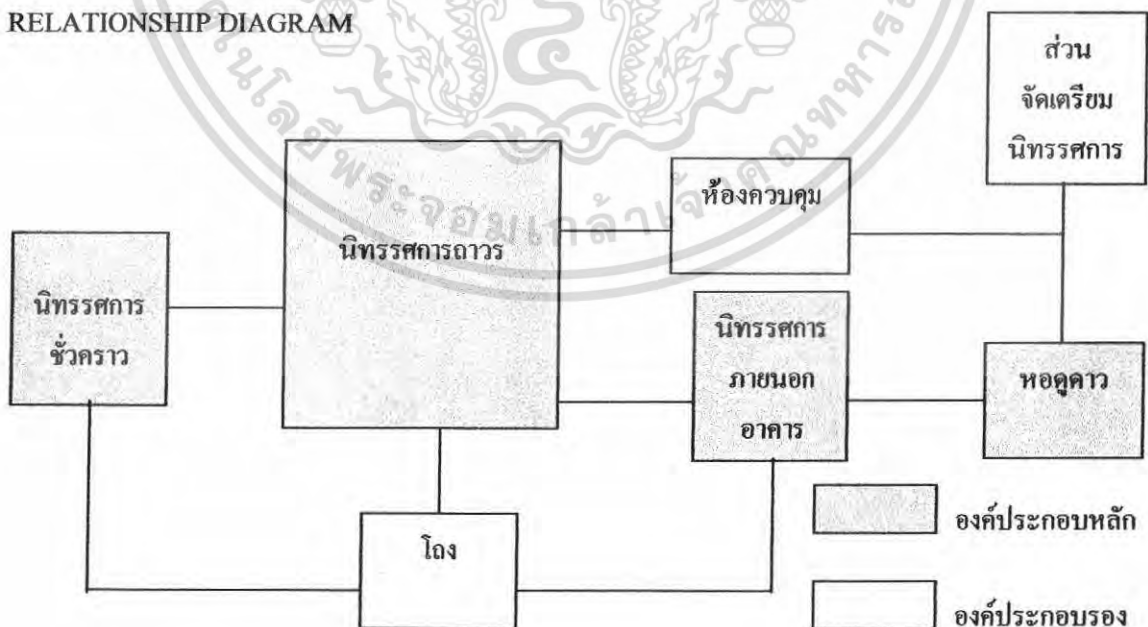 RELATIONSHIP DIAGRAM
ส่วน
จัดเตรียม
นิทรรศการ
ห้องควบคุม
นิทรรศการถาวร
นิทรรศการ
ชั่วคราว
นิทรรศการ
ภายนอก
อาคาร
หอดูดาว
โถง
องค์ประกอบหลัก
องค์ประกอบรอง